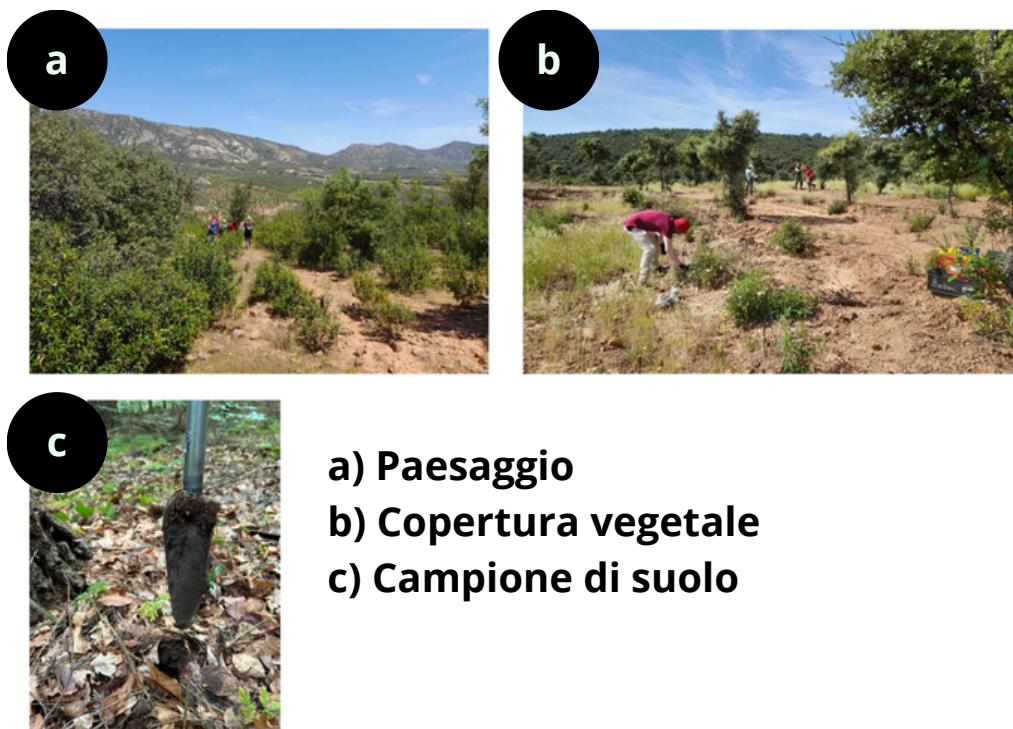 a
b
c
a) Paesaggio
b) Copertura vegetale
c) Campione di suolo